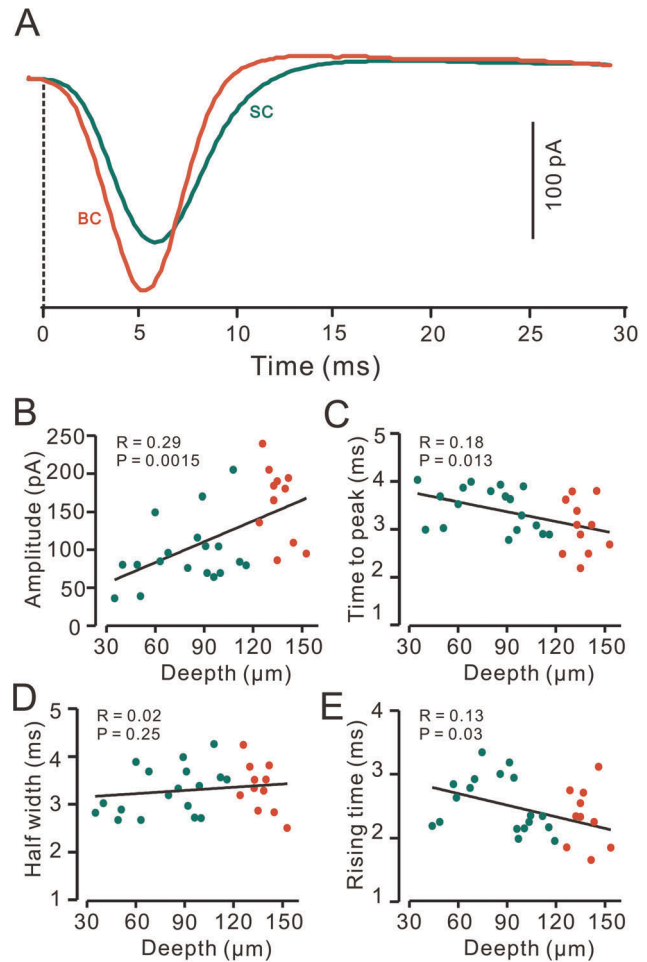 A
SC
BC
100 pA
0 5 10 15 20 25 30
Time (ms)
B
R = 0.29
P = 0.0015
Amplitude (pA)
250
200
150
100
50
0
30 60 90 120 150
Deepth (μm)
C
R = 0.18
P = 0.013
Time to peak (ms)
5
4
3
2
1
30 60 90 120 150
Deepth (μm)
D
R = 0.02
P = 0.25
Half width (ms)
5
4
3
2
1
30 60 90 120 150
Deepth (μm)
E
R = 0.13
P = 0.03
Rising time (ms)
4
3
2
1
30 60 90 120 150
Deepth (μm)